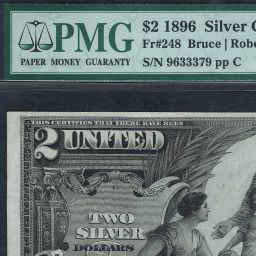 PMG
PAPER MONEY GUARANTY
$2 1896 Silver C
Fr#248 Bruce | Robe
S/N 9633379 pp C
THIS CERTIFIES THAT THERE HAVE BEEN
2 UNITED
TWO
SILVER
DOLLARS